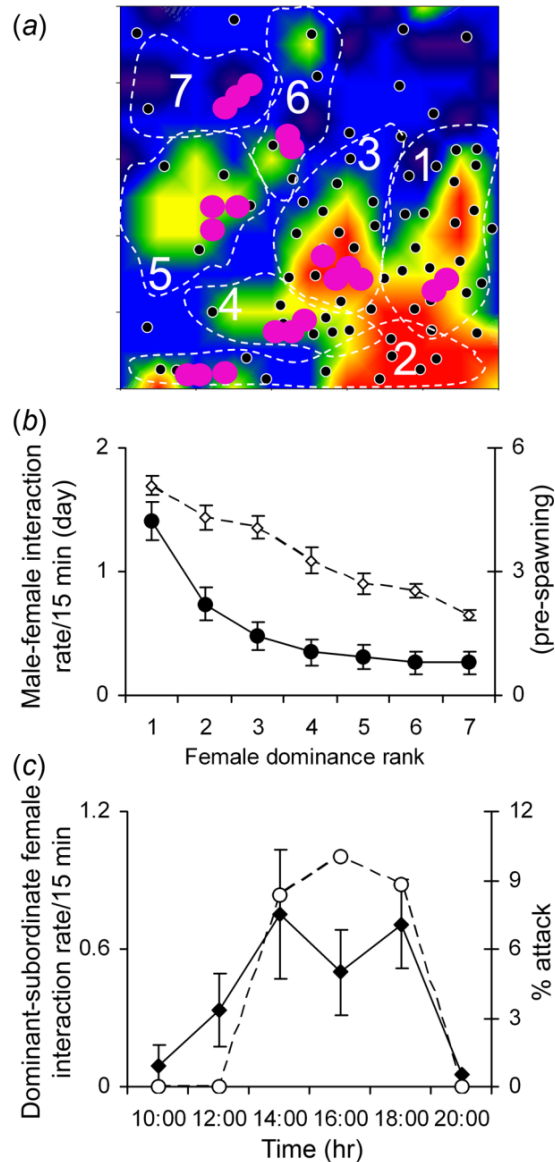 (a)
7
6
3
1
5
4
2
(b)
2
6
Male-female interaction
rate/15 min (day)
1
3
(pre-spawning)
0
0
1 2 3 4 5 6 7
Female dominance rank
(c)
1.2
12
Dominant-subordinate female
interaction rate/15 min
9
0.6
6
% attack
3
0
0
10:00 12:00 14:00 16:00 18:00 20:00
Time (hr)